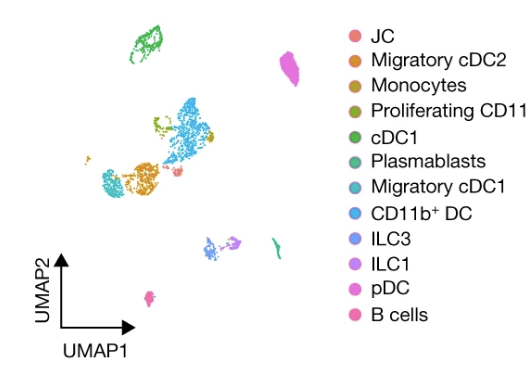 JC
Migratory cDC2
Monocytes
Proliferating CD11
cDC1
Plasmablasts
Migratory cDC1
CD11b⁺ DC
ILC3
ILC1
pDC
B cells
UMAP2
UMAP1